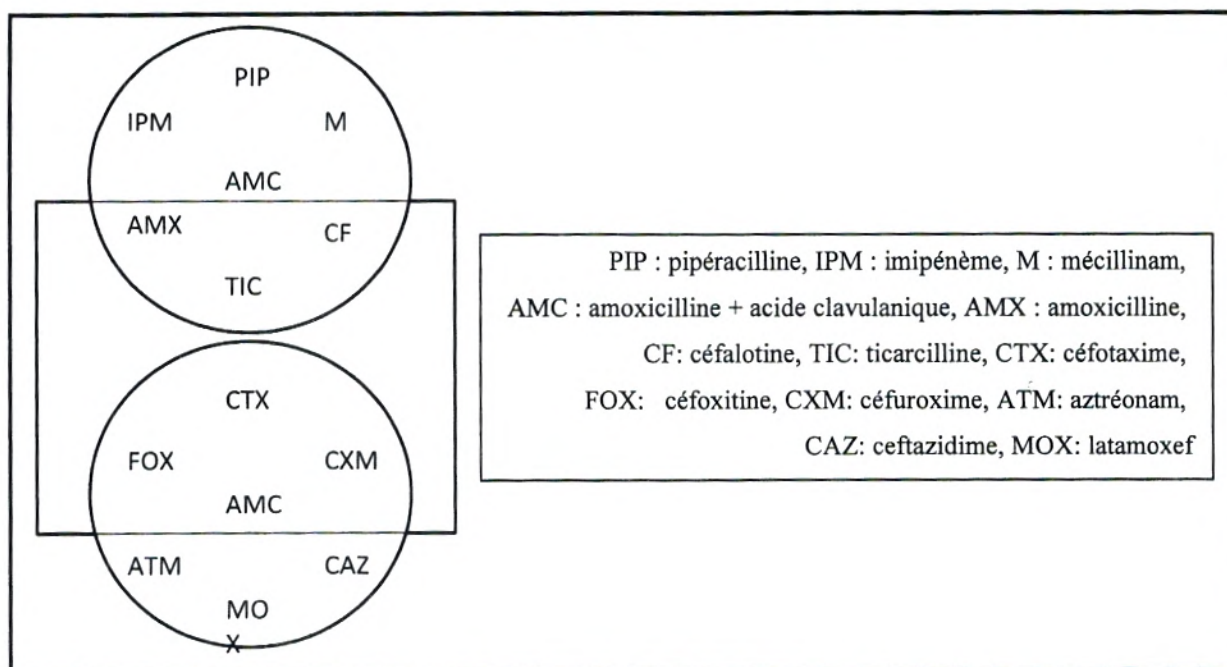 PIP
IPM M
AMC
AMX CF
TIC
CTX
FOX CXM
AMC
ATM CAZ
MO
X
PIP : pipéracilline, IPM : imipénème, M : mécillinam,
AMC : amoxicilline + acide clavulanique, AMX : amoxicilline,
CF: céfalotine, TIC: ticarcilline, CTX: céfotaxime,
FOX: céfoxitine, CXM: céfuroxime, ATM: aztréonam,
CAZ: ceftazidime, MOX: latamoxef